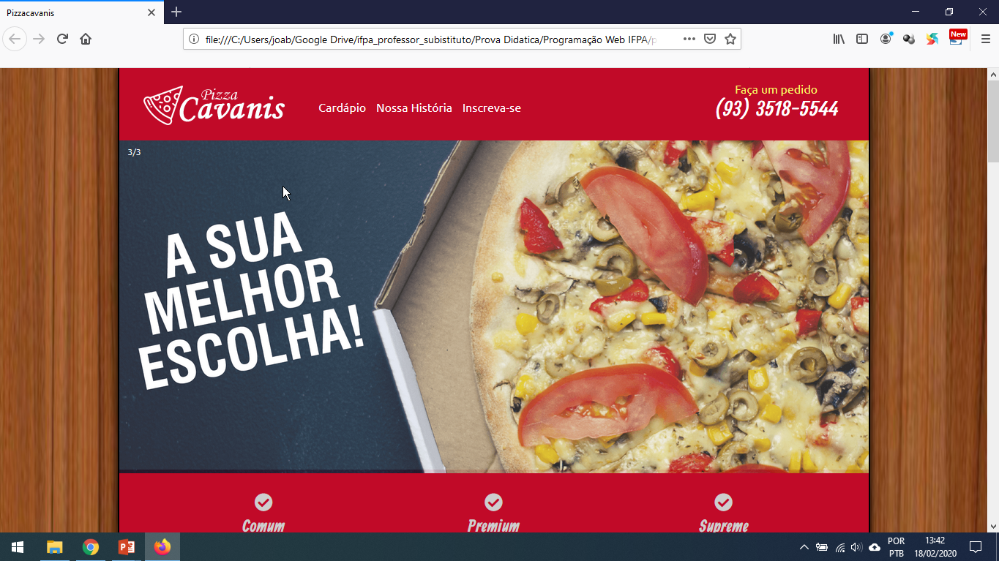 Pizzacavanis
file:///C:/Users/joab/Google Drive/ifpa_professor_subistituto/Prova Didatica/Programação Web IFPA/p
New
Pizza
Cavanis
Cardápio Nossa História Inscreva-se
Faça um pedido
(93) 3518-5544
3/3
A SUA
MELHOR
ESCOLHA!
Comum Premium Supreme
POR
PTB
13:42
18/02/2020